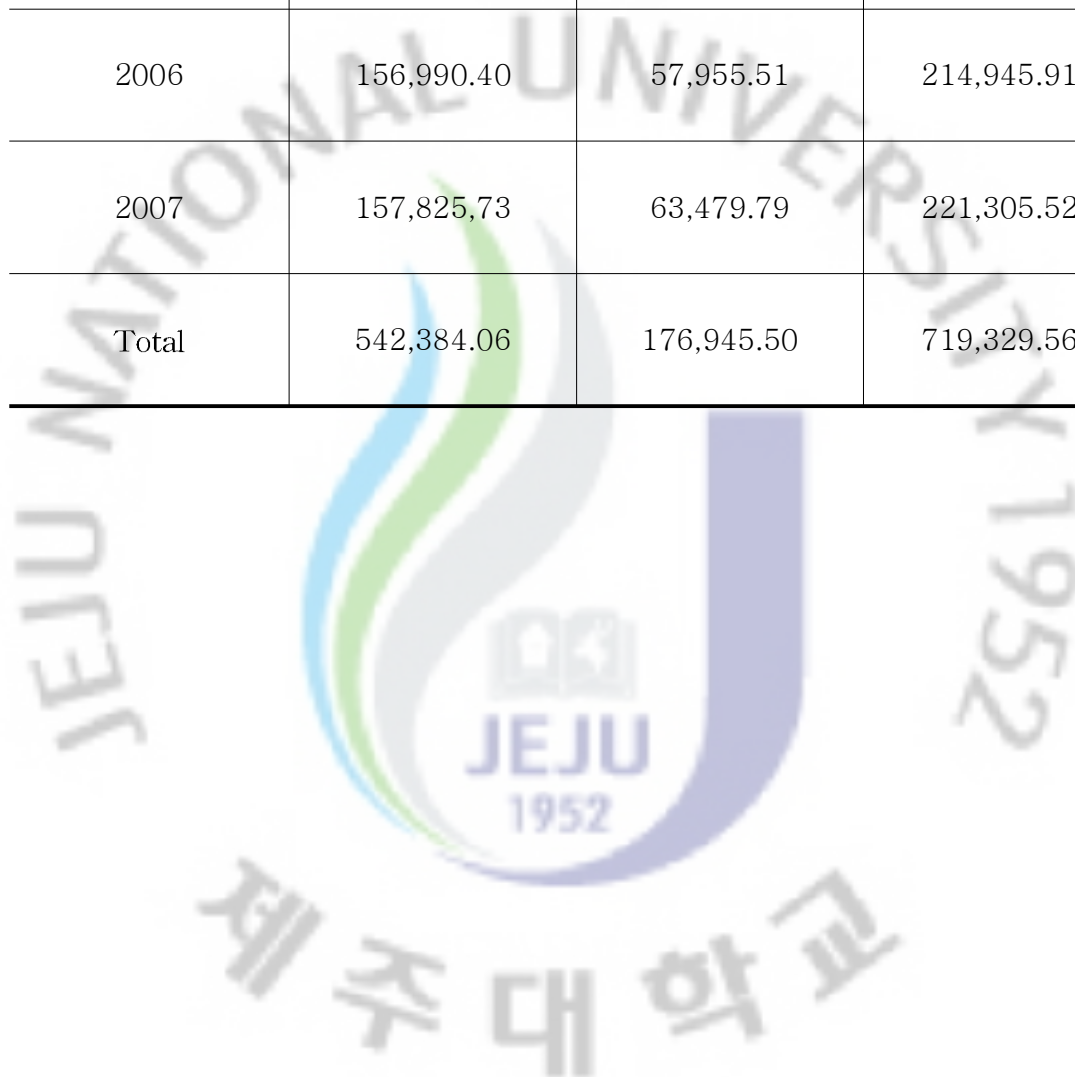 2006 156,990.40 57,955.51 214,945.91
2007 157,825,73 63,479.79 221,305.52
Total 542,384.06 176,945.50 719,329.56
JEJU NATIONAL UNIVERSITY 1952
JEJU
1952
제주대학교